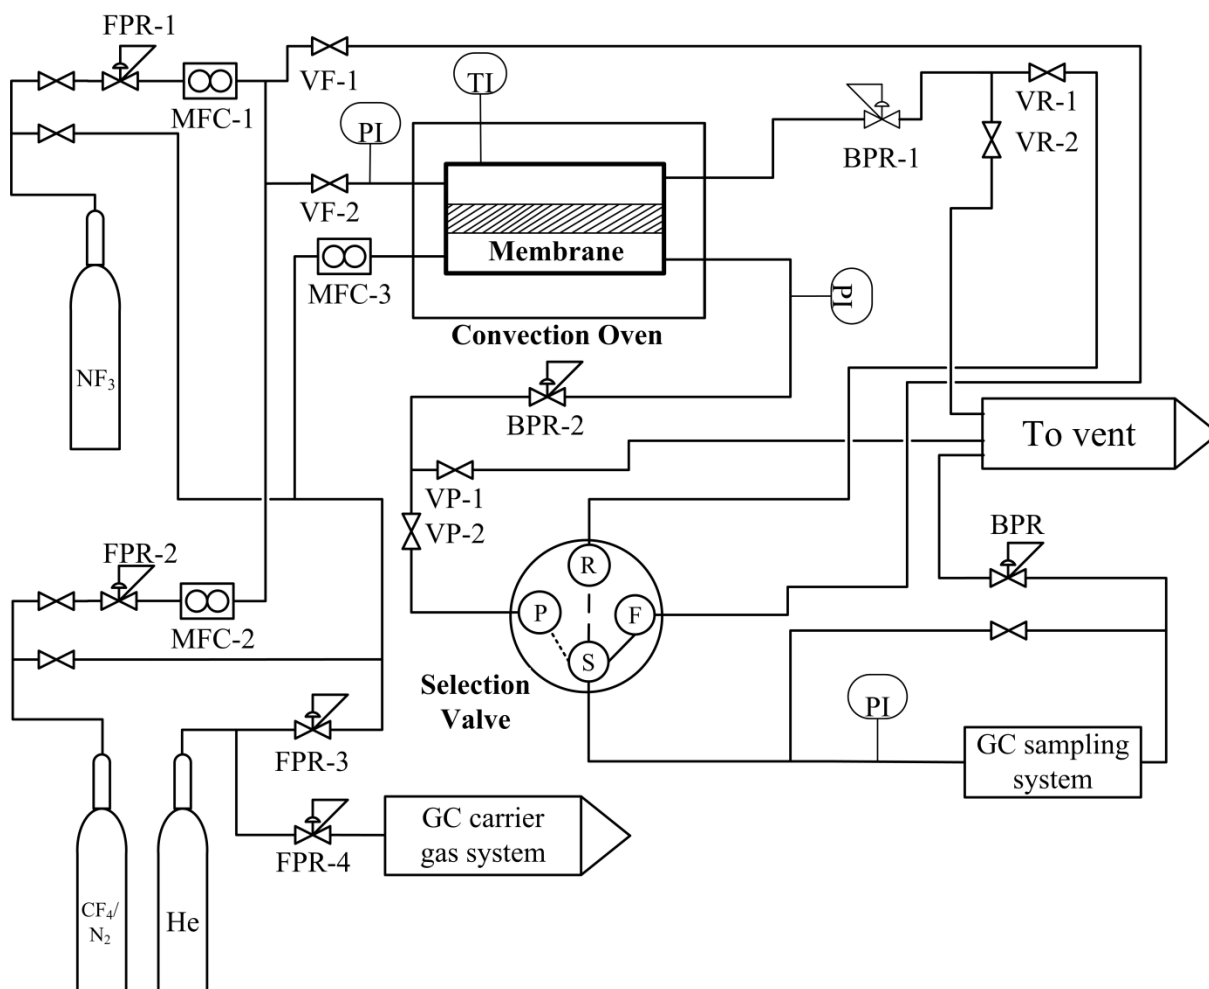 FPR-1
VF-1
MFC-1
TI
PI
VR-1
VR-2
BPR-1
VF-2
Membrane
MFC-3
PI
Convection Oven
NF3
BPR-2
To vent
VP-1
VP-2
BPR
FPR-2
R
P
F
MFC-2
S
Selection
Valve
PI
GC sampling
system
FPR-3
GC carrier
gas system
FPR-4
CF4/
N2
He